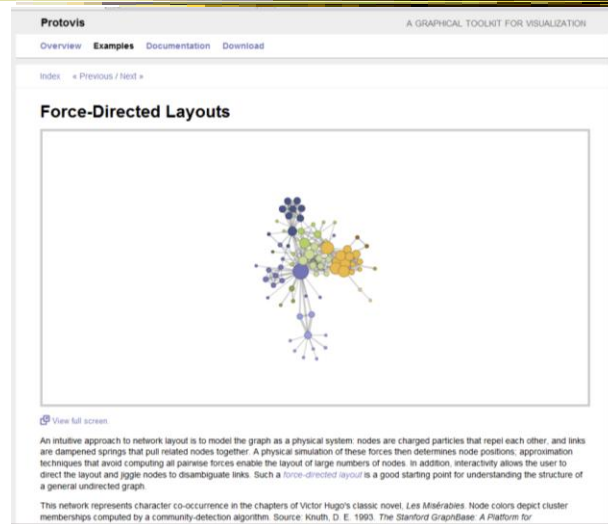 Protovis
A GRAPHICAL TOOLKIT FOR VISUALIZATION
Overview Examples Documentation Download
Index « Previous / Next »
Force-Directed Layouts
View full screen.
An intuitive approach to network layout is to model the graph as a physical system: nodes are charged particles that repel each other, and links
are dampened springs that pull related nodes together. A physical simulation of these forces then determines node positions; approximation
techniques that avoid computing all pairwise forces enable the layout of large numbers of nodes. In addition, interactivity allows the user to
direct the layout and jiggle nodes to disambiguate links. Such a force-directed layout is a good starting point for understanding the structure of
a general undirected graph.
This network represents character co-occurrence in the chapters of Victor Hugo's classic novel, Les Misérables. Node colors depict cluster
memberships computed by a community-detection algorithm. Source: Knuth, D. E. 1993. The Stanford GraphBase: A Platform for